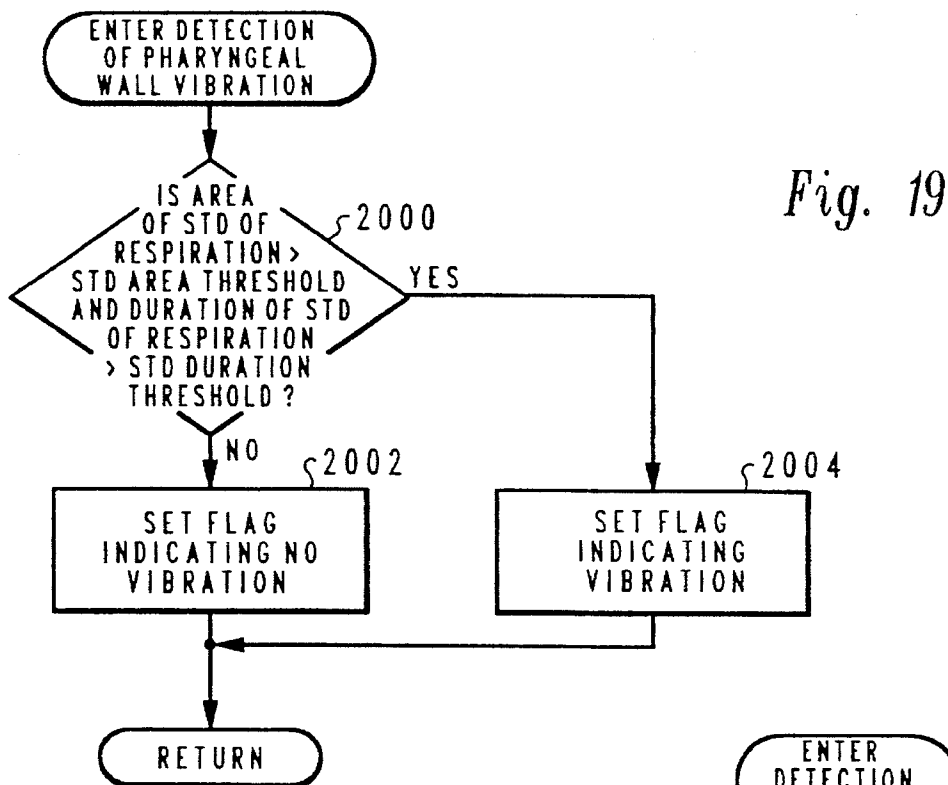 ENTER DETECTION
OF PHARYNGEAL
WALL VIBRATION
Fig. 19
IS AREA
OF STD OF
RESPIRATION >
STD AREA THRESHOLD
AND DURATION OF STD
OF RESPIRATION
> STD DURATION
THRESHOLD ?
2000
YES
NO
2002
SET FLAG
INDICATING NO
VIBRATION
2004
SET FLAG
INDICATING
VIBRATION
RETURN
ENTER
DETECTION